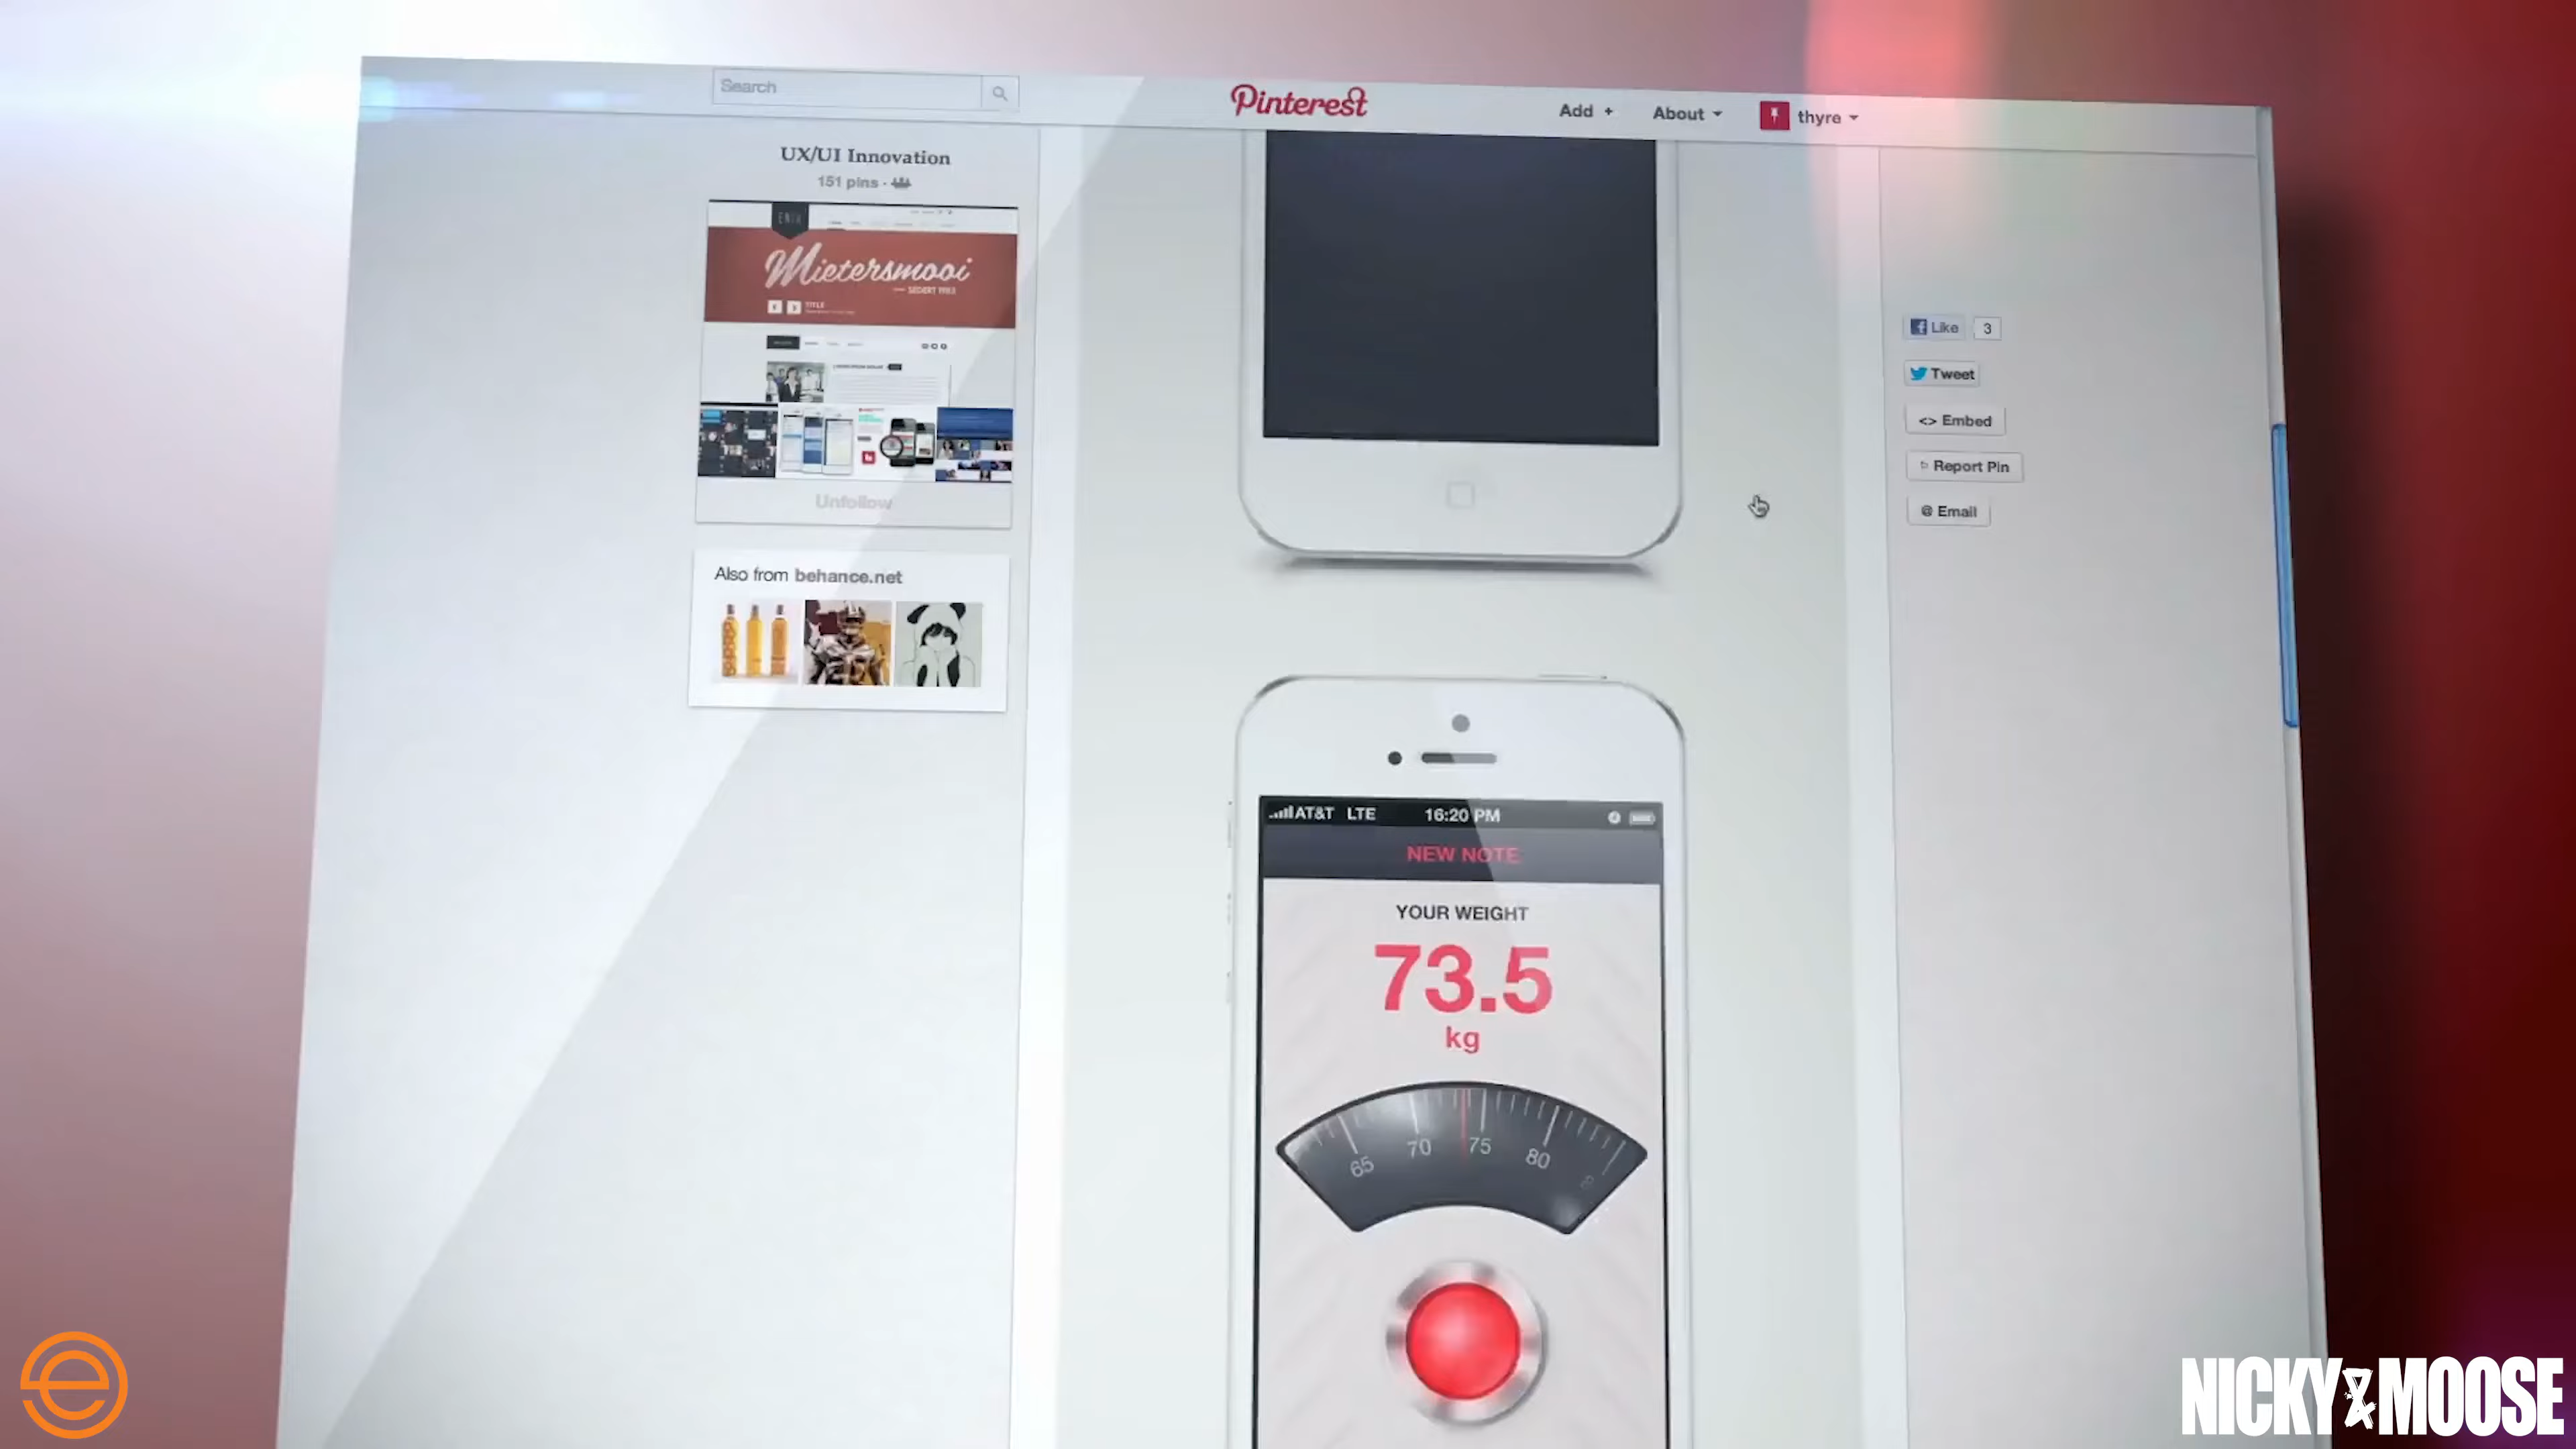 Search
Pinterest
Add +
About
thyre
UX/UI Innovation
151 pins
ENIX
Mietersmooi
TITLE
Unfollow
Also from behance.net
Like 3
Tweet
<> Embed
Report Pin
@ Email
AT&T LTE 16:20 PM
NEW NOTE
YOUR WEIGHT
73.5
kg
65 70 75 80
e
NICKY&MOOSE